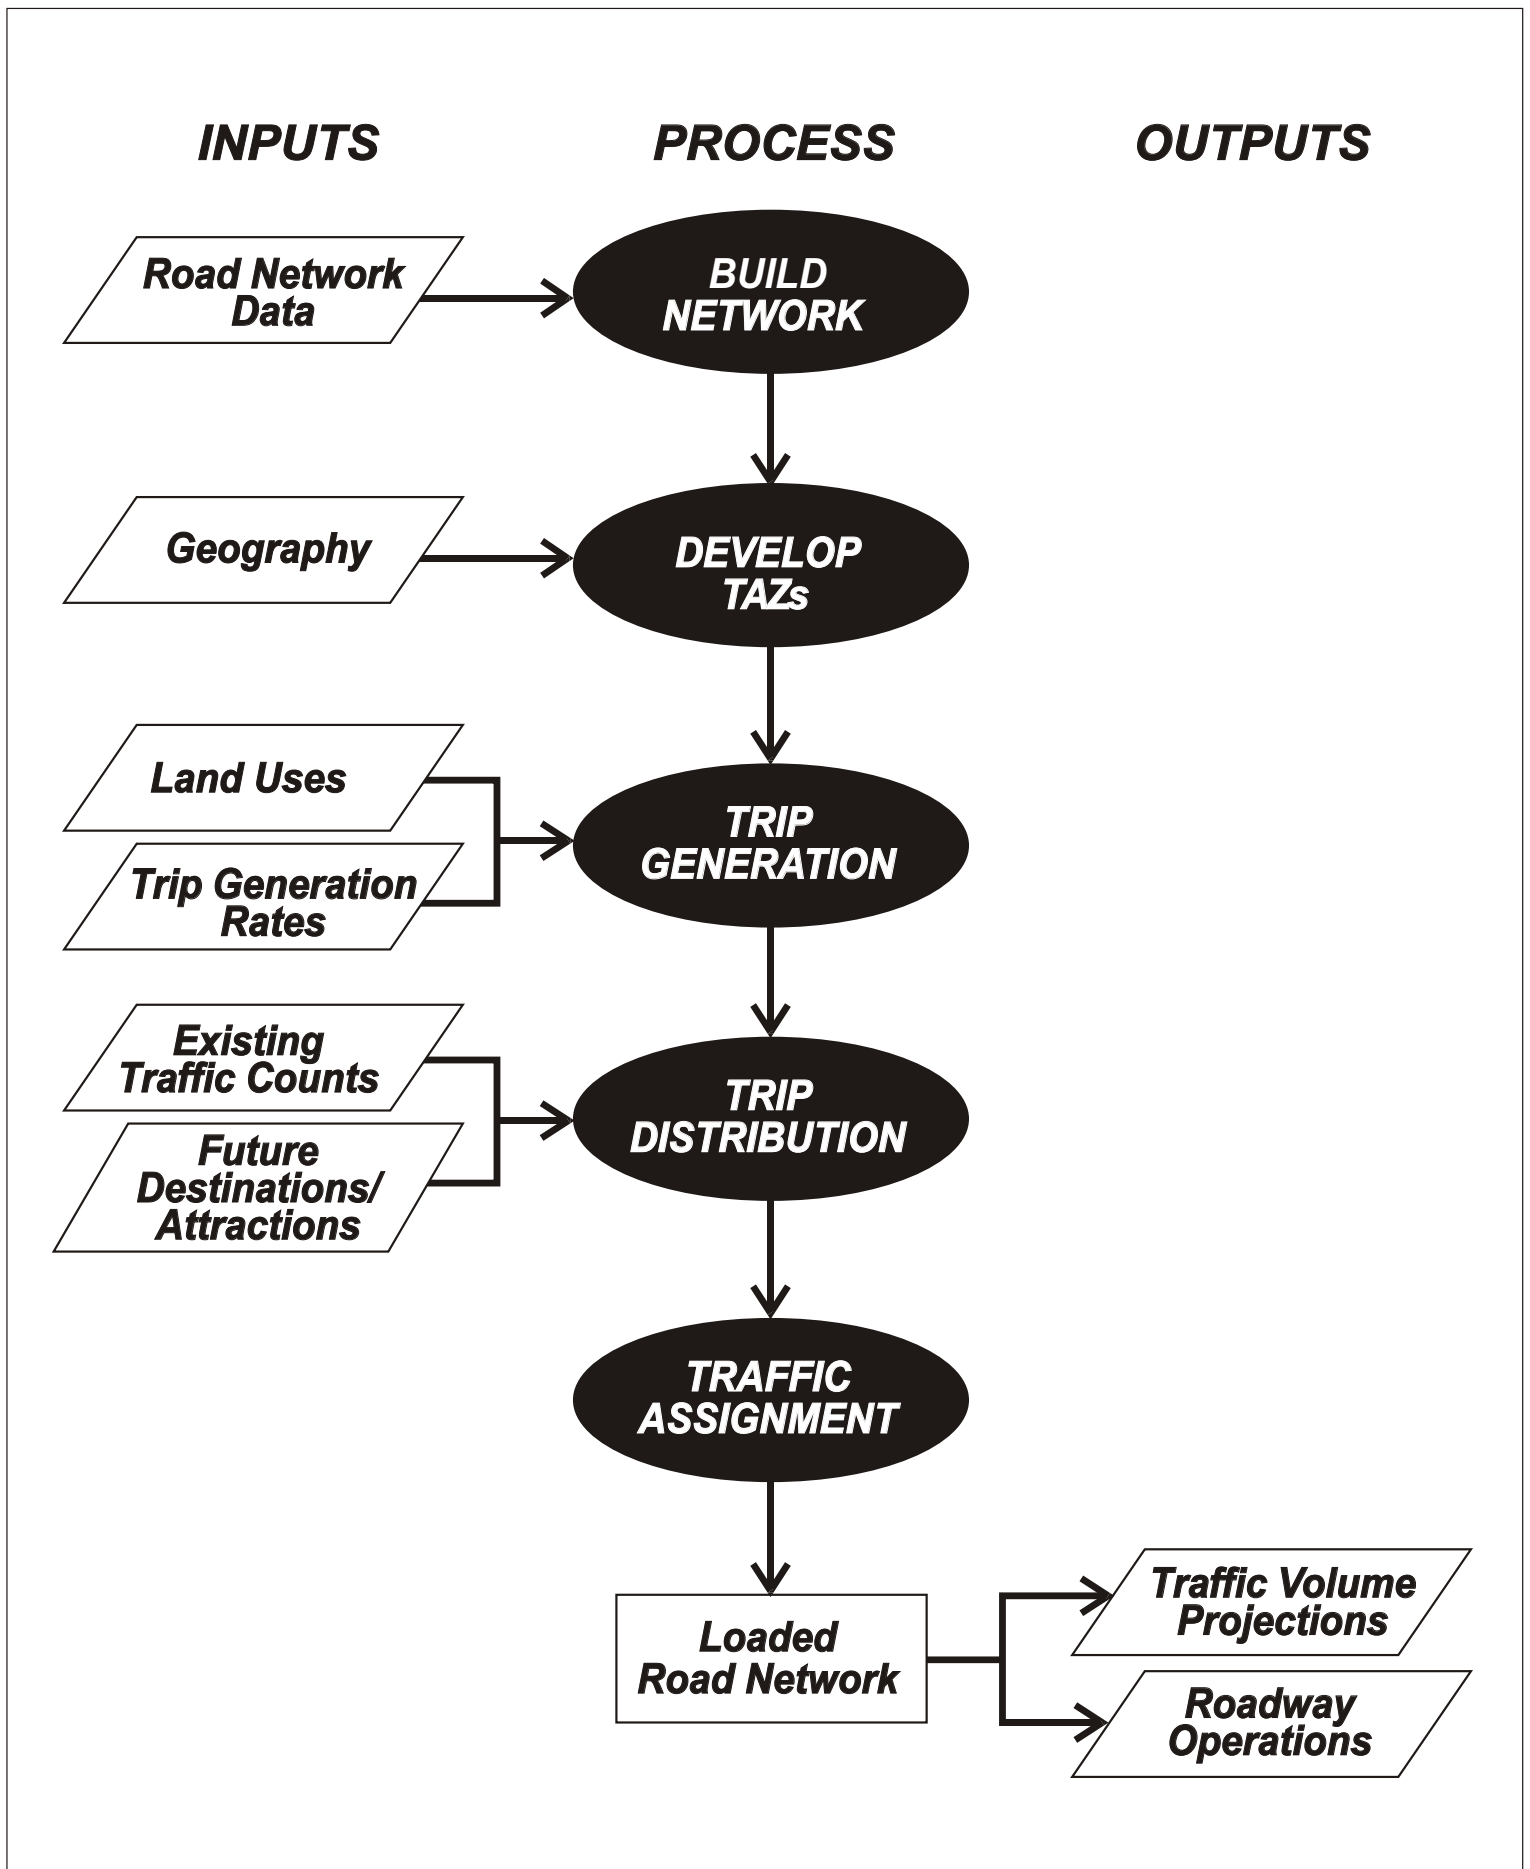 INPUTS
PROCESS
OUTPUTS
Road Network
Data
BUILD
NETWORK
Geography
DEVELOP
TAZs
Land Uses
Trip Generation
Rates
TRIP
GENERATION
Existing
Traffic Counts
Future
Destinations/
Attractions
TRIP
DISTRIBUTION
TRAFFIC
ASSIGNMENT
Loaded
Road Network
Traffic Volume
Projections
Roadway
Operations